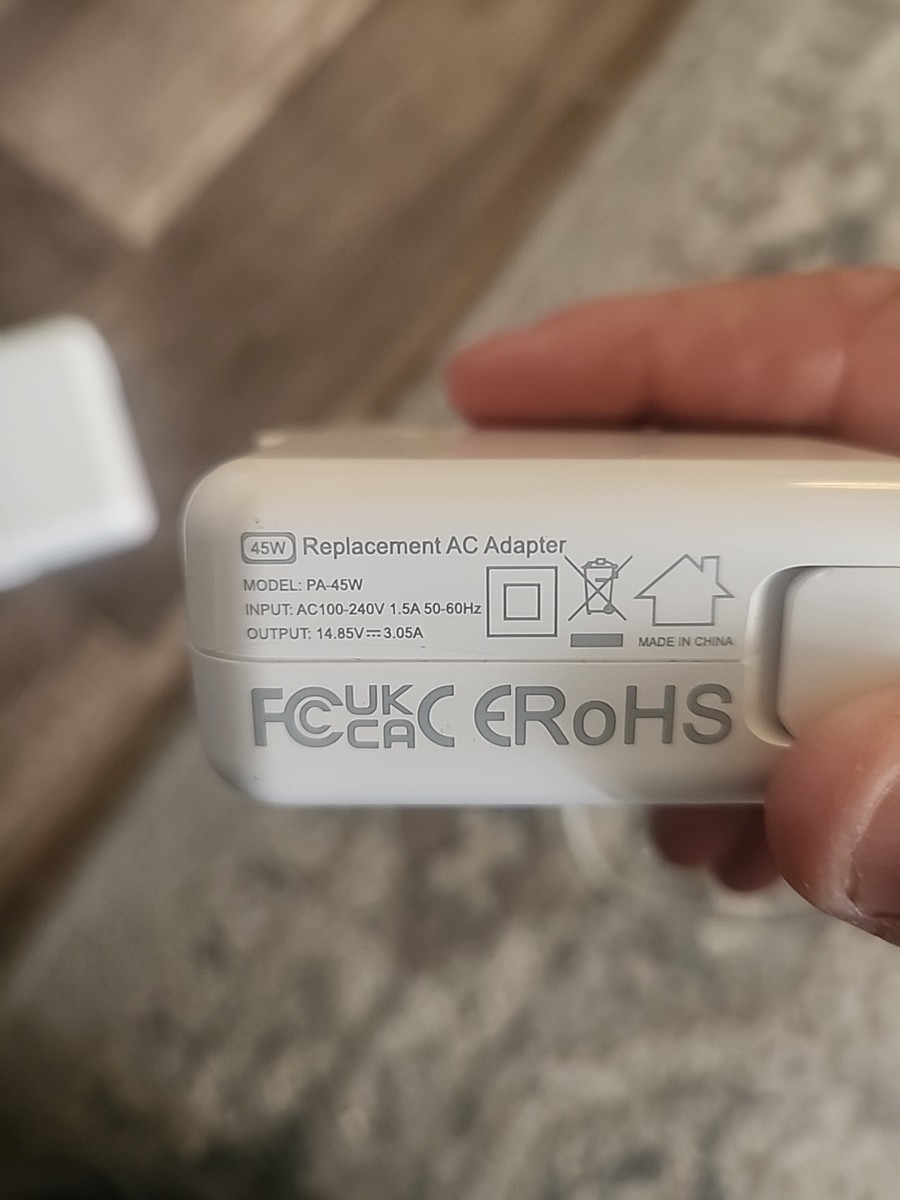 45W Replacement AC Adapter
MODEL: PA-45W
INPUT: AC100-240V 1.5A 50-60Hz
OUTPUT: 14.85V⎓3.05A
MADE IN CHINA
FC UK CA CE RoHS